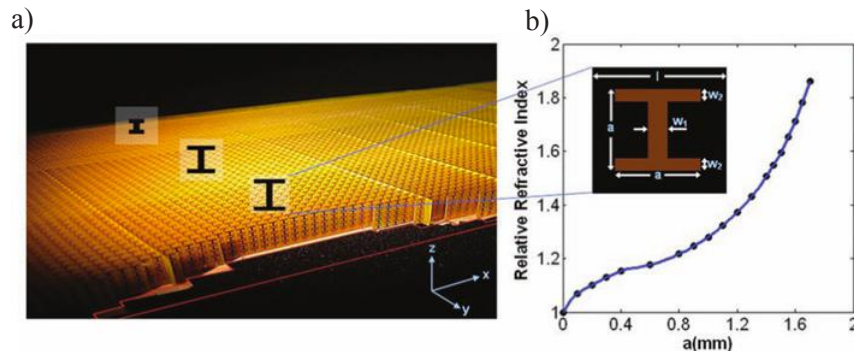 a)
z
x
y
b)
Relative Refractive Index
2
1.8
1.6
1.4
1.2
1
0
0.4
0.8
1.2
1.6
2
a(mm)
l
w₂
a
w₁
w₂
a